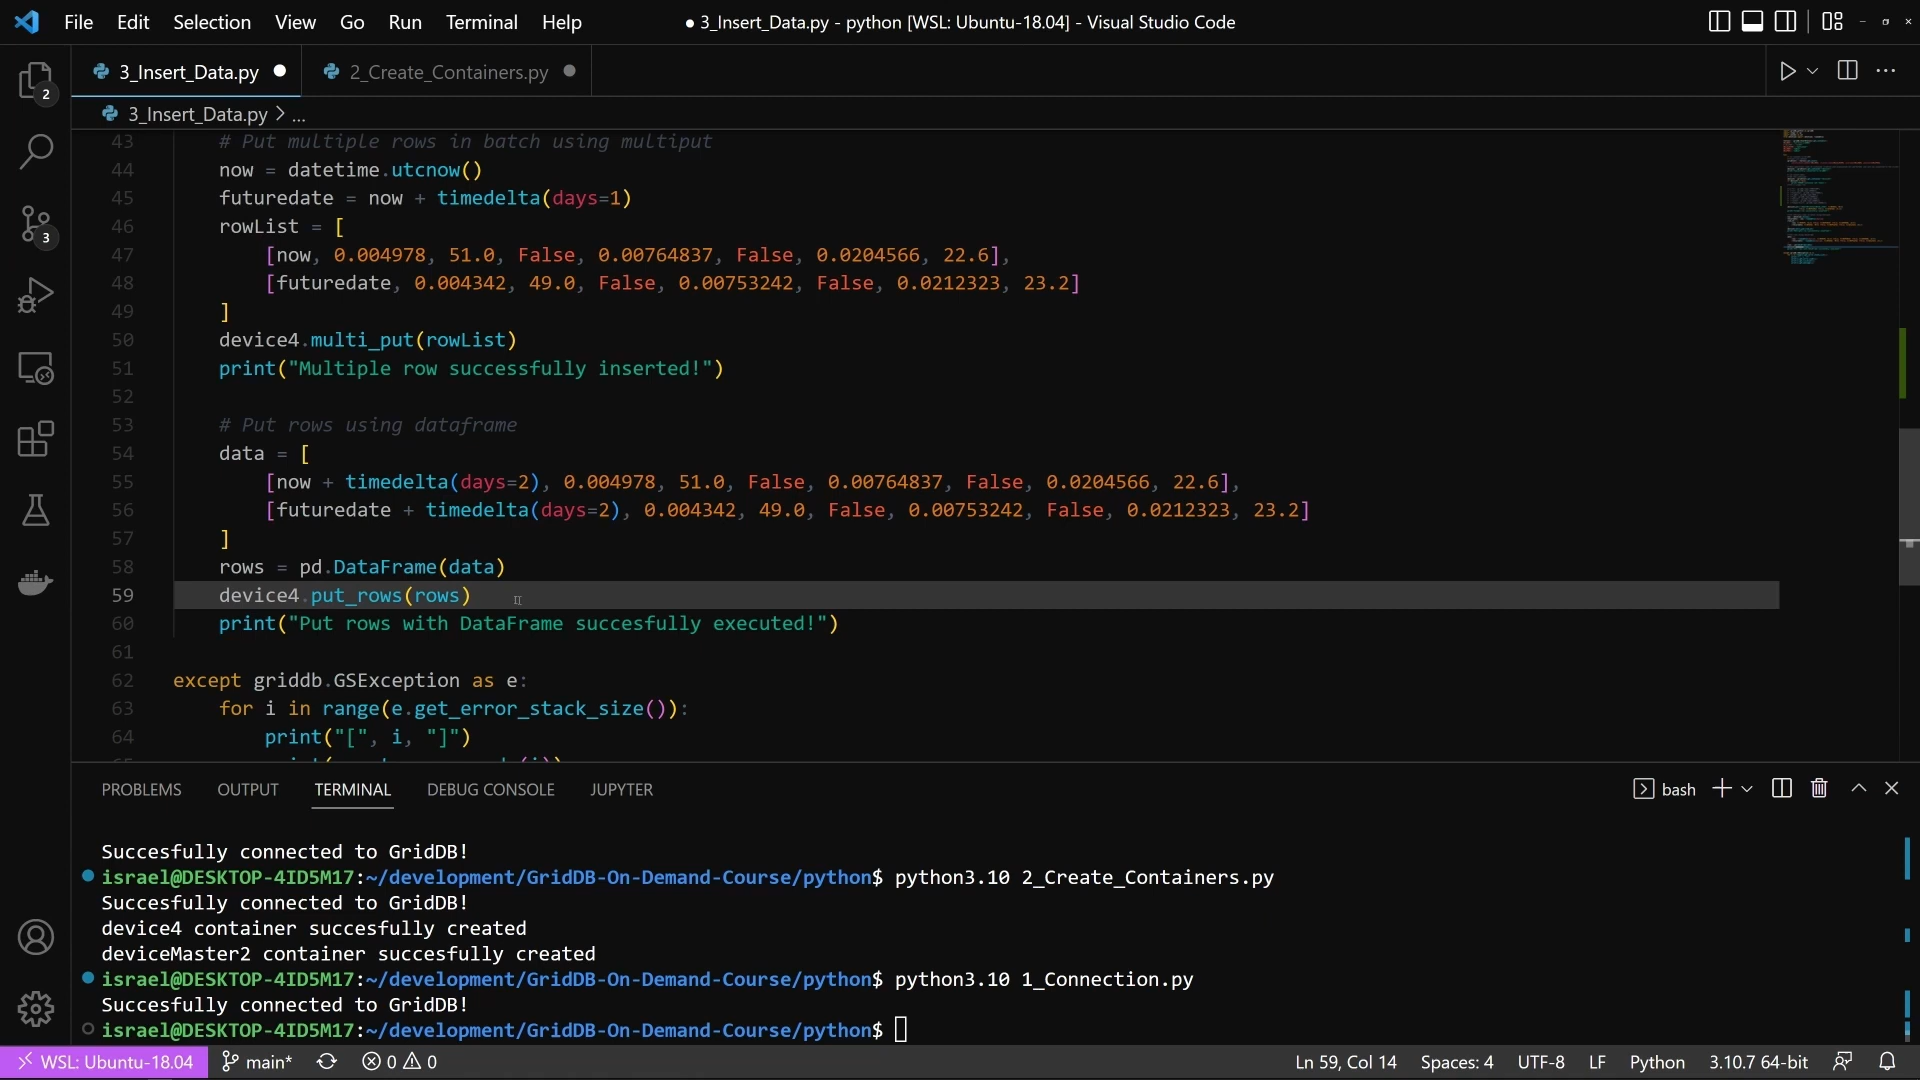 File Edit Selection View Go Run Terminal Help
● 3_Insert_Data.py - python [WSL: Ubuntu-18.04] - Visual Studio Code
3_Insert_Data.py ● 2_Create_Containers.py ●
3_Insert_Data.py > ...
2
3
43 # Put multiple rows in batch using multiput
44 now = datetime.utcnow()
45 futuredate = now + timedelta(days=1)
46 rowList = [
47 [now, 0.004978, 51.0, False, 0.00764837, False, 0.0204566, 22.6],
48 [futuredate, 0.004342, 49.0, False, 0.00753242, False, 0.0212323, 23.2]
49 ]
50 device4.multi_put(rowList)
51 print("Multiple row successfully inserted!")
52
53 # Put rows using dataframe
54 data = [
55 [now + timedelta(days=2), 0.004978, 51.0, False, 0.00764837, False, 0.0204566, 22.6],
56 [futuredate + timedelta(days=2), 0.004342, 49.0, False, 0.00753242, False, 0.0212323, 23.2]
57 ]
58 rows = pd.DataFrame(data)
59 device4.put_rows(rows)
60 print("Put rows with DataFrame succesfully executed!")
61
62 except griddb.GSException as e:
63 for i in range(e.get_error_stack_size()):
64 print("[", i, "]")
PROBLEMS OUTPUT TERMINAL DEBUG CONSOLE JUPYTER
bash
Succesfully connected to GridDB!
israel@DESKTOP-4ID5M17:~/development/GridDB-On-Demand-Course/python$ python3.10 2_Create_Containers.py
Succesfully connected to GridDB!
device4 container succesfully created
deviceMaster2 container succesfully created
israel@DESKTOP-4ID5M17:~/development/GridDB-On-Demand-Course/python$ python3.10 1_Connection.py
Succesfully connected to GridDB!
israel@DESKTOP-4ID5M17:~/development/GridDB-On-Demand-Course/python$
WSL: Ubuntu-18.04 main* 0 0 Ln 59, Col 14 Spaces: 4 UTF-8 LF Python 3.10.7 64-bit